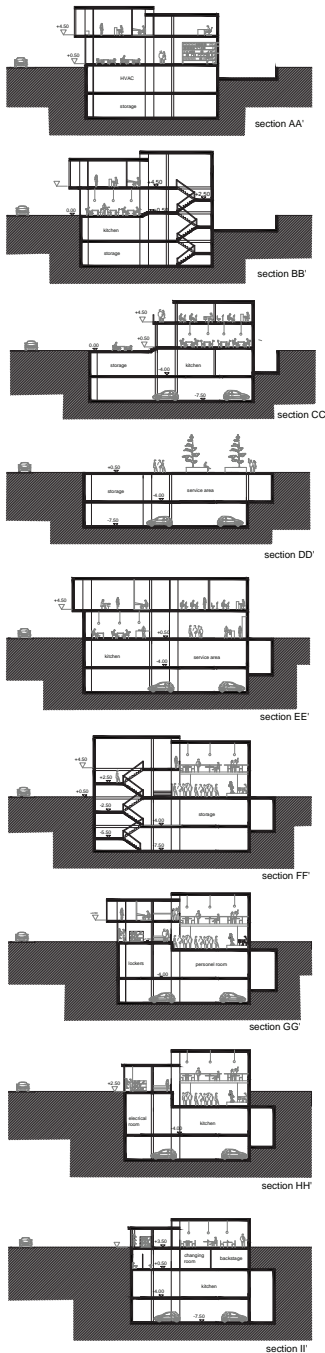 +4.50
+0.50
HVAC
storage
section AA'
+4.50
+2.50
0.00
kitchen
storage
section BB'
+4.50
+0.50
0.00
storage
-4.00
kitchen
-7.50
section CC
+0.50
storage
-4.00
service area
-7.50
section DD'
+4.50
+0.50
kitchen
service area
-4.00
section EE'
+4.50
+0.50
-2.50
storage
-4.00
-5.50
-7.50
section FF'
lockers
personel room
-4.00
section GG'
+2.50
electrical room
kitchen
-4.00
section HH'
+3.50
changing room
backstage
+0.50
kitchen
-4.00
-7.50
section II'